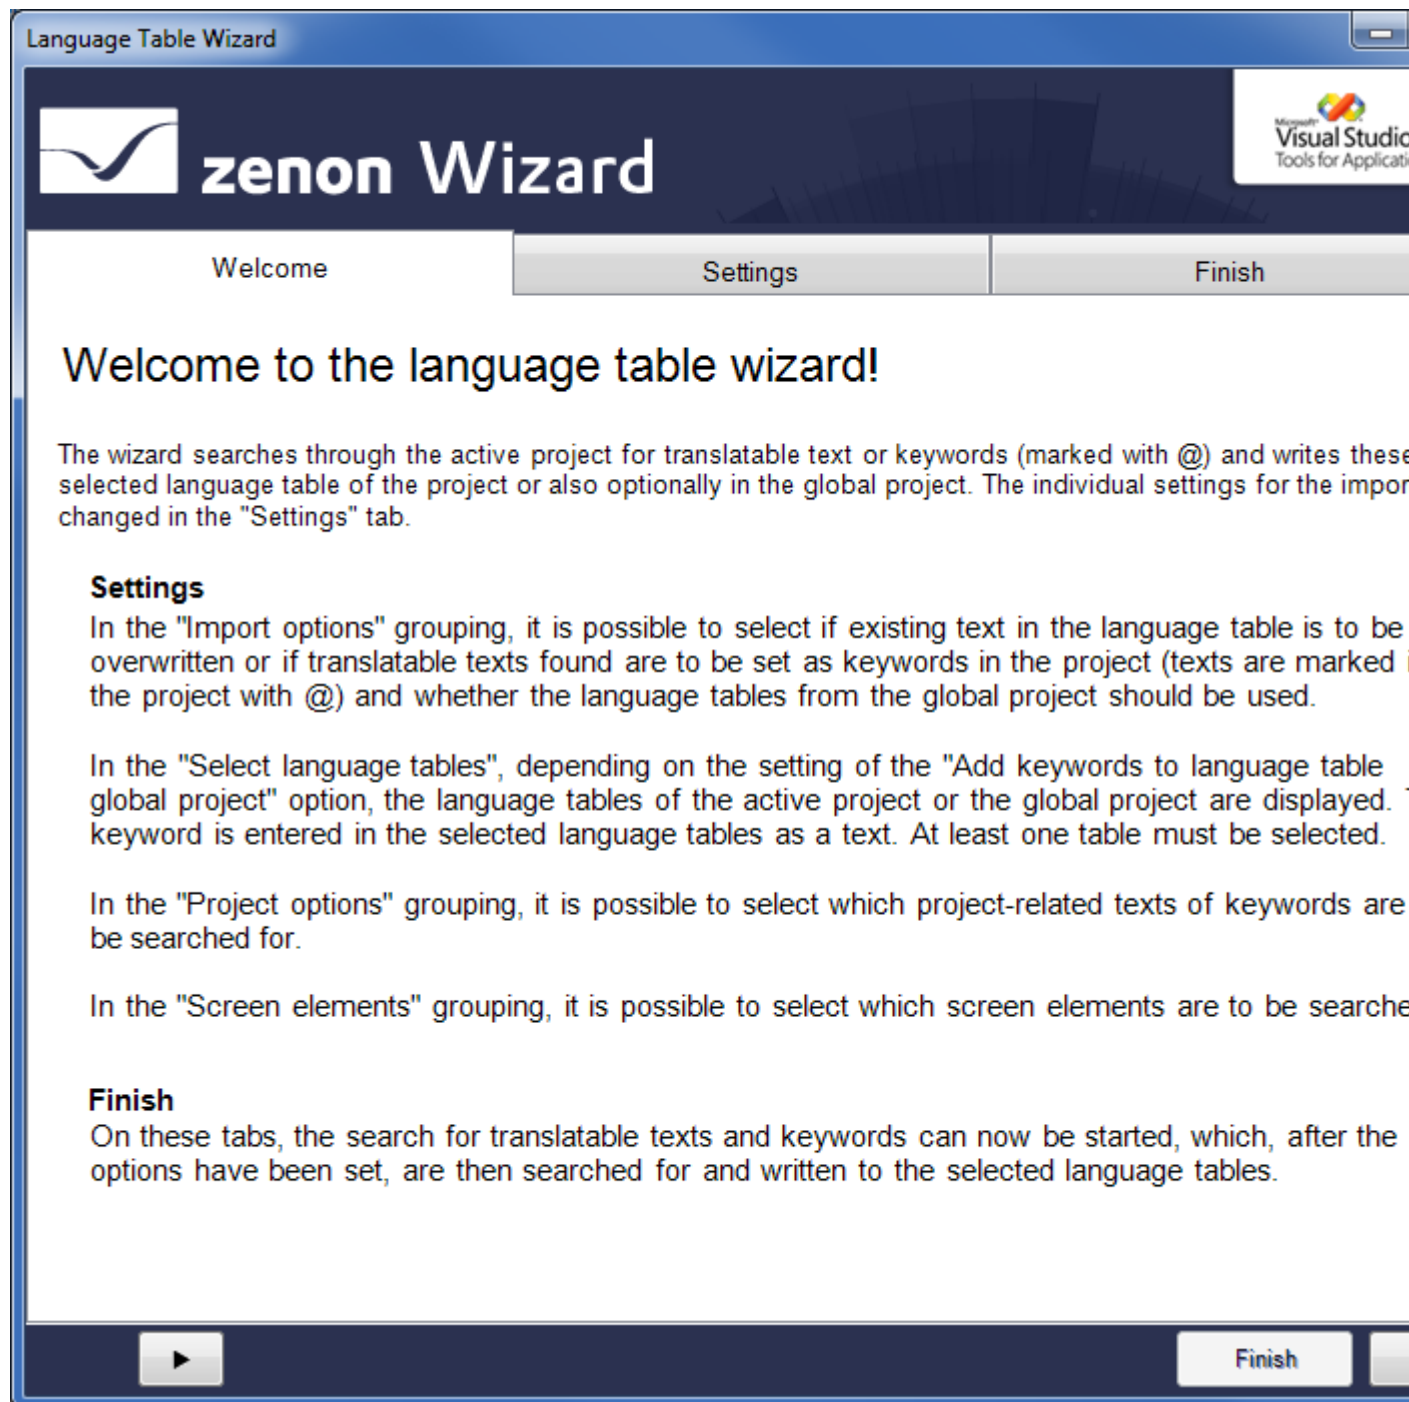 Language Table Wizard
zenon Wizard
Microsoft
Visual Studio
Tools for
Welcome
Settings
Finish
Welcome to the language table wizard!
The wizard searches through the active project for translatable text or keywords (marked with @) and writes these
selected language table of the project or also optionally in the global project. The individual settings for the
changed in the "Settings" tab.
Settings
In the "Import options" grouping, it is possible to select if existing text in the language table is to be
overwritten or if translatable texts found are to be set as keywords in the project (texts are marked
the project with @) and whether the language tables from the global project should be used.
In the "Select language tables", depending on the setting of the "Add keywords to language table
global project" option, the language tables of the active project or the global project are displayed.
keyword is entered in the selected language tables as a text. At least one table must be selected.
In the "Project options" grouping, it is possible to select which project-related texts of keywords are
be searched for.
In the "Screen elements" grouping, it is possible to select which screen elements are to be
Finish
On these tabs, the search for translatable texts and keywords can now be started, which, after the
options have been set, are then searched for and written to the selected language tables.
Finish